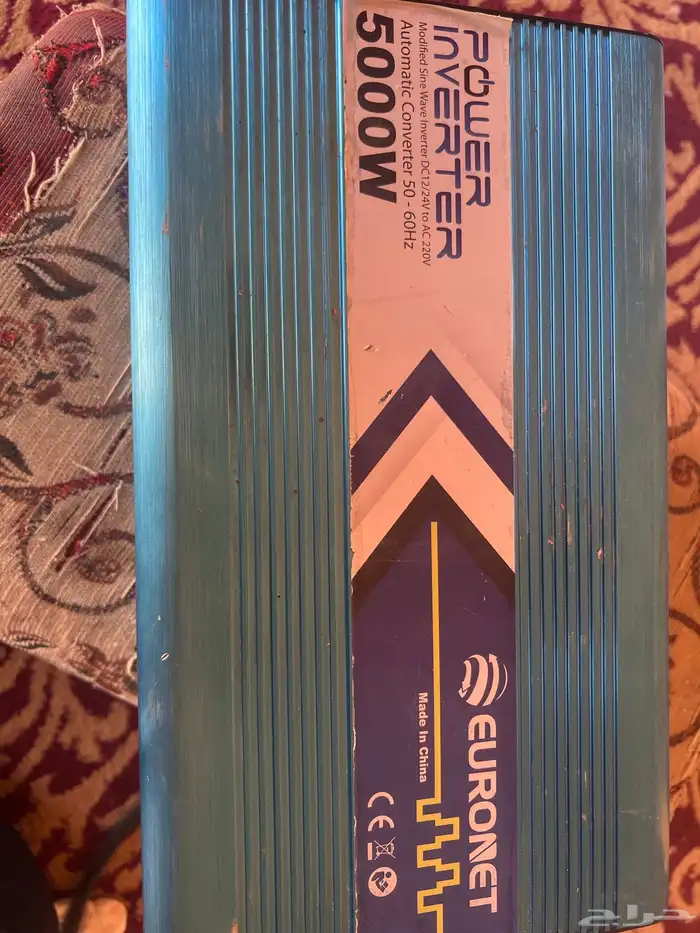 POWER
INVERTER
Modified Sine Wave Inverter DC12/24V to AC 220V
Automatic Converter 50 - 60Hz
5000W
EURONET
Made In China
CE
حراج